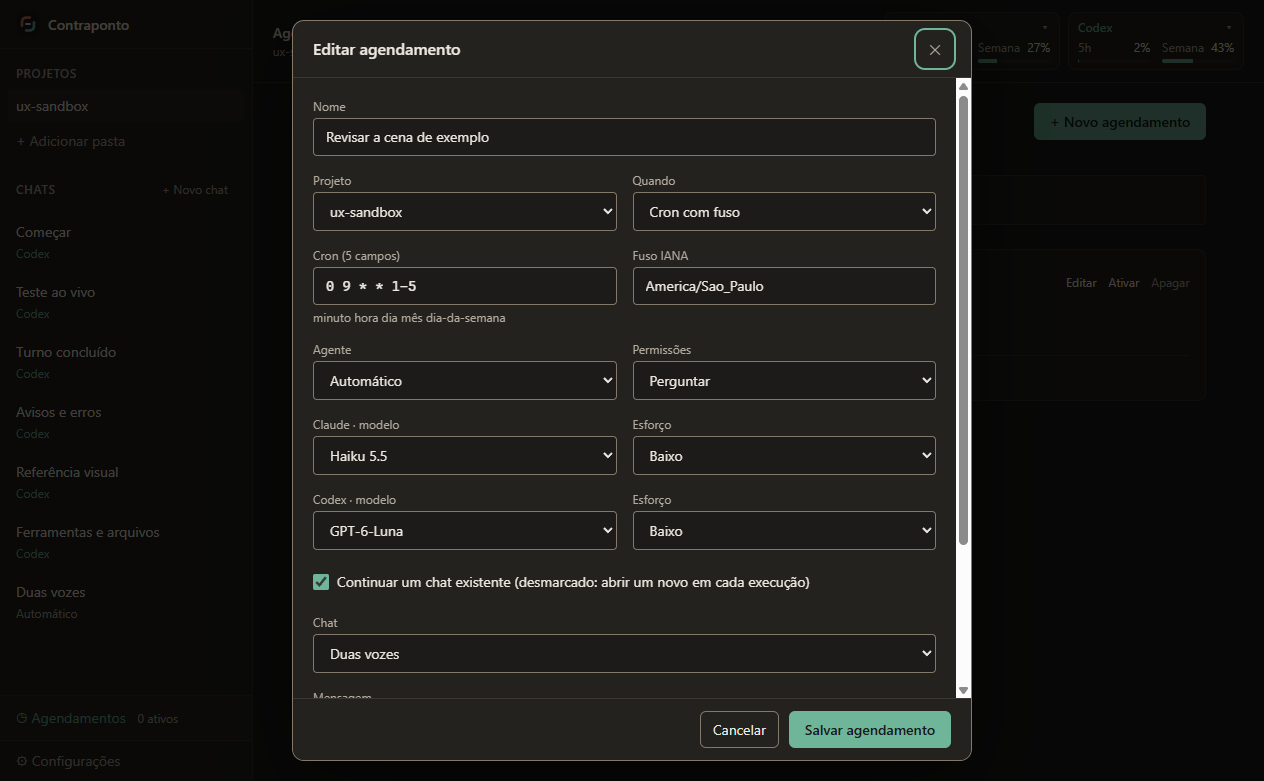 Contraponto
PROJETOS
ux-sandbox
+ Adicionar pasta
CHATS + Novo chat
Começar
Codex
Teste ao vivo
Codex
Turno concluído
Codex
Avisos e erros
Codex
Referência visual
Codex
Ferramentas e arquivos
Codex
Duas vozes
Automático
Agendamentos 0 ativos
Configurações
Semana 27%
Codex
5h 2% Semana 43%
+ Novo agendamento
Editar Ativar Apagar
Editar agendamento
Nome
Revisar a cena de exemplo
Projeto Quando
ux-sandbox Cron com fuso
Cron (5 campos) Fuso IANA
0 9 * * 1-5 America/Sao_Paulo
minuto hora dia mês dia-da-semana
Agente Permissões
Automático Perguntar
Claude · modelo Esforço
Haiku 5.5 Baixo
Codex · modelo Esforço
GPT-6-Luna Baixo
Continuar um chat existente (desmarcado: abrir um novo em cada execução)
Chat
Duas vozes
Mensagem
Cancelar Salvar agendamento